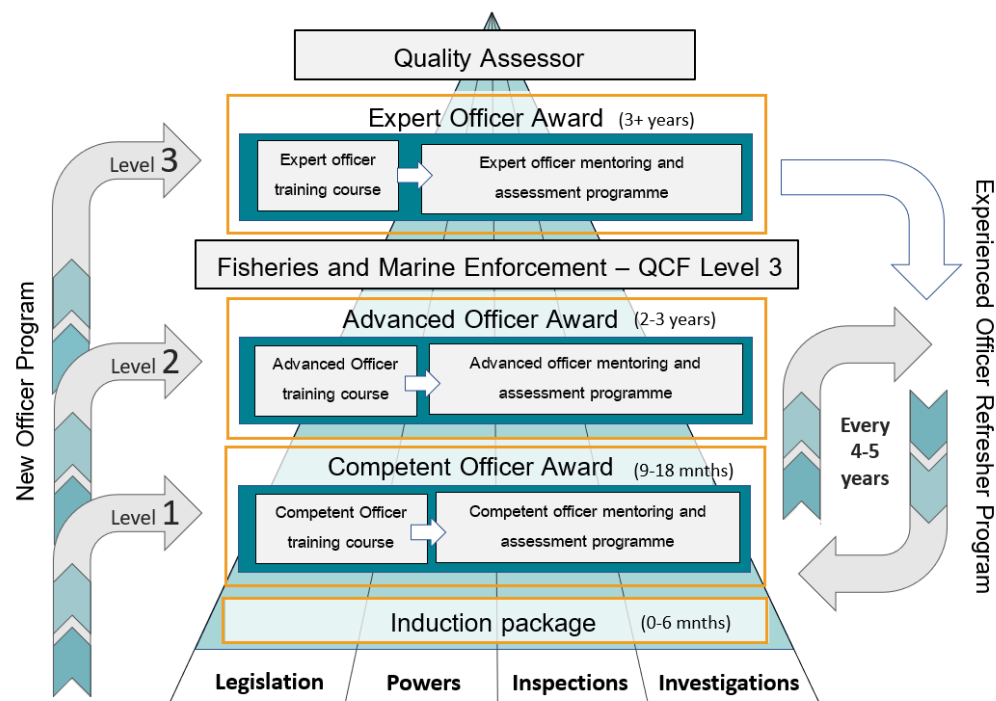 Quality Assessor
Expert Officer Award (3+ years)
Expert officer
training course
Expert officer mentoring and
assessment programme
Level 3
Fisheries and Marine Enforcement – QCF Level 3
Advanced Officer Award (2-3 years)
Advanced Officer
training course
Advanced officer mentoring and
assessment programme
Level 2
Competent Officer Award (9-18 mnths)
Competent Officer
training course
Competent officer mentoring and
assessment programme
Level 1
Induction package (0-6 mnths)
Legislation Powers Inspections Investigations
New Officer Program
Every
4-5
years
Experienced Officer Refresher Program